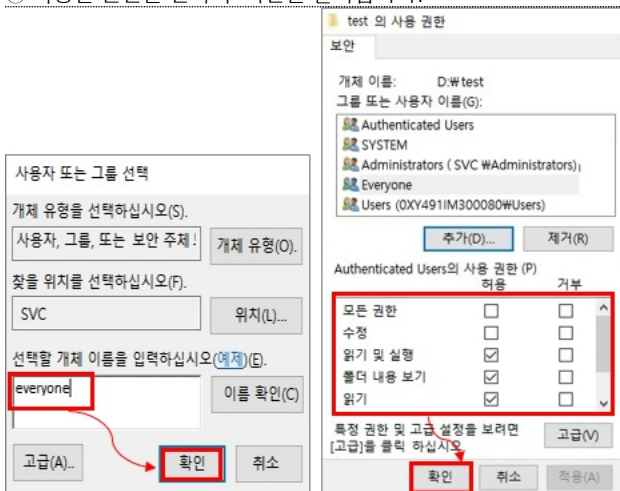 test 의 사용 권한
보안
개체 이름: D:₩test
그룹 또는 사용자 이름(G):
Authenticated Users
SYSTEM
Administrators ( SVC ₩Administrators)
Everyone
Users (0XY491IM300080₩Users)
추가(D)... 제거(R)
Authenticated Users의 사용 권한 (P)
허용 거부
모든 권한
수정
읽기 및 실행
폴더 내용 보기
읽기
특정 권한 및 고급 설정을 보려면
[고급]을 클릭 하십시오
고급(V)
확인 취소 적용(A)
사용자 또는 그룹 선택
개체 유형을 선택하십시오(S).
사용자, 그룹, 또는 보안 주체
개체 유형(O).
찾을 위치를 선택하십시오(F).
SVC 위치(L)...
선택할 개체 이름을 입력하십시오(예제)(E).
everyone 이름 확인(C)
고급(A).. 확인 취소